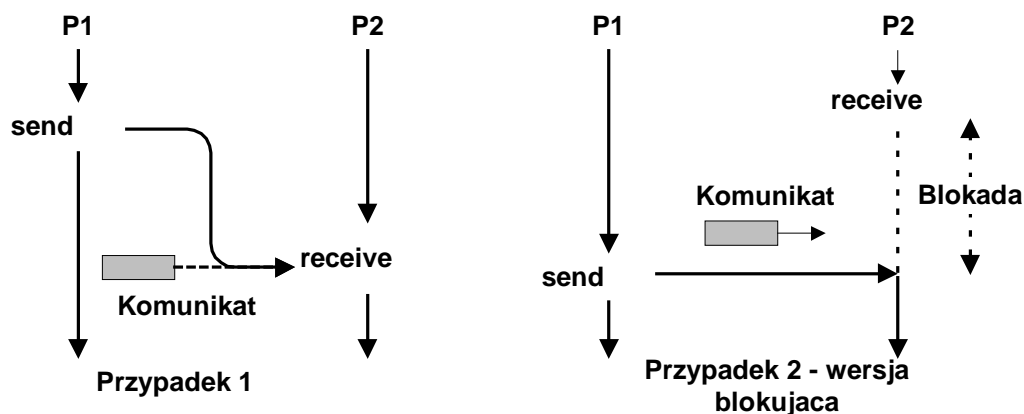 P1
P2
send
receive
Komunikat
Przypadek 1
P1
P2
receive
Komunikat
Blokada
send
Przypadek 2 - wersja
blokujaca